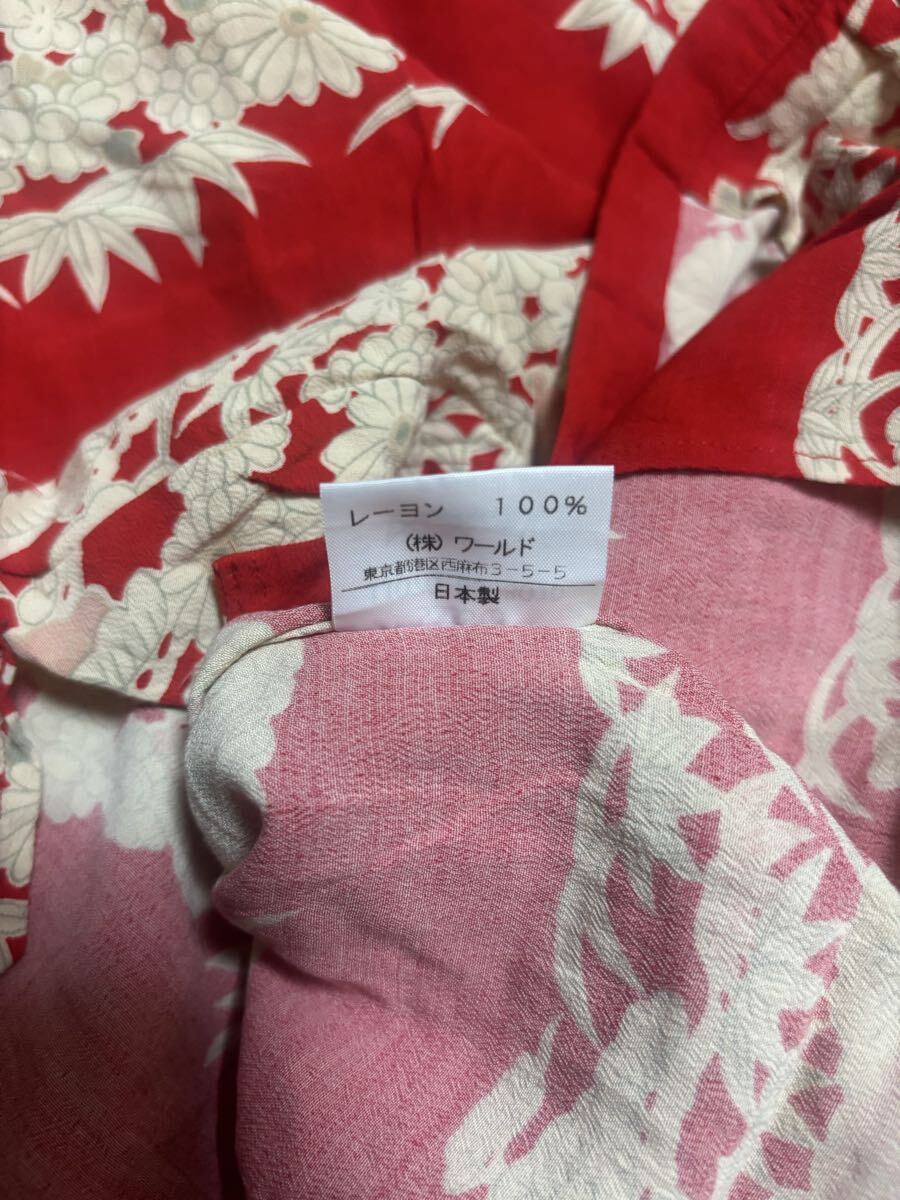 レーヨン　１００％
（株）ワールド
東京都港区西麻布３－５－５
日本製